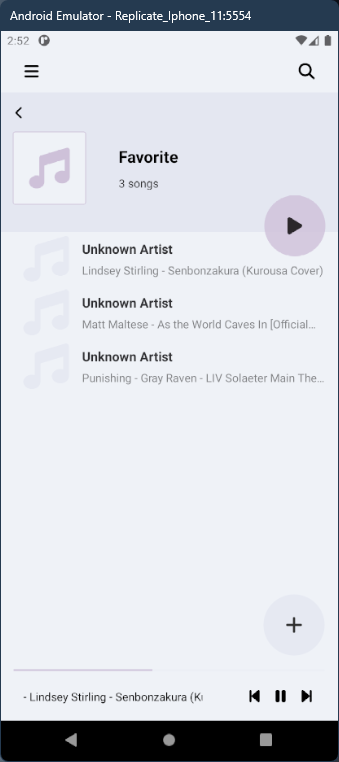 Android Emulator - Replicate_Iphone_11:5554
2:52
Favorite
3 songs
Unknown Artist
Lindsey Stirling - Senbonzakura (Kurousa Cover)
Unknown Artist
Matt Maltese - As the World Caves In [Official...
Unknown Artist
Punishing - Gray Raven - LIV Solaeter Main The...
- Lindsey Stirling - Senbonzakura (Ku